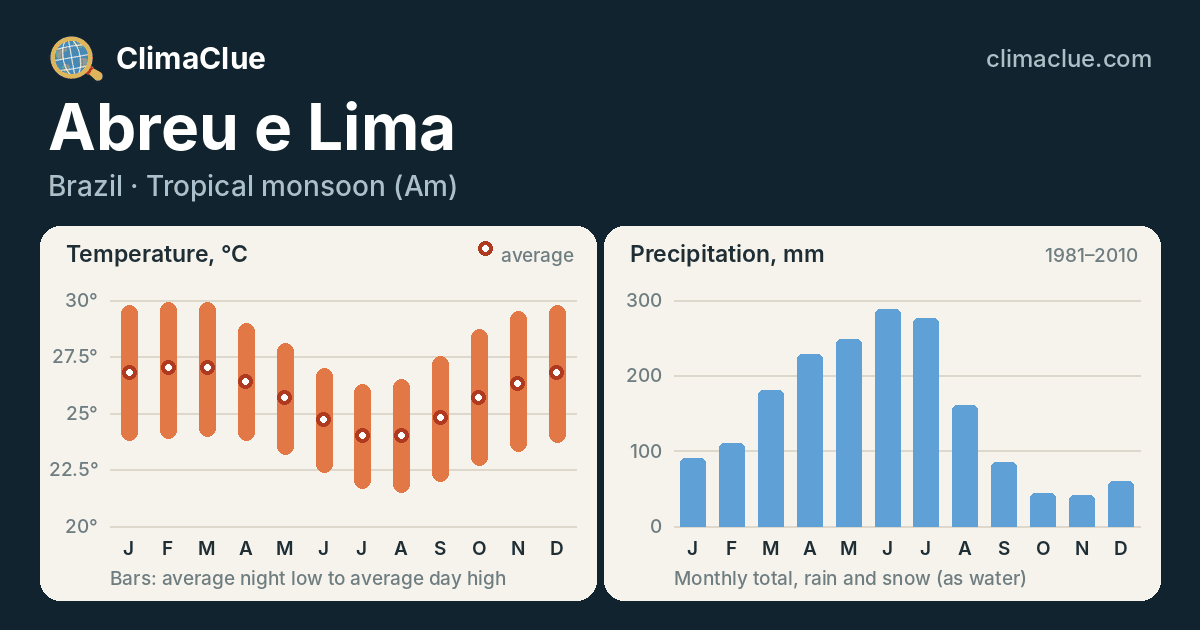 ClimaClue
climaclue.com
Abreu e Lima
Brazil · Tropical monsoon (Am)
Temperature, °C
average
30°
27.5°
25°
22.5°
20°
J F M A M J J A S O N D
Bars: average night low to average day high
Precipitation, mm
1981–2010
300
200
100
0
J F M A M J J A S O N D
Monthly total, rain and snow (as water)